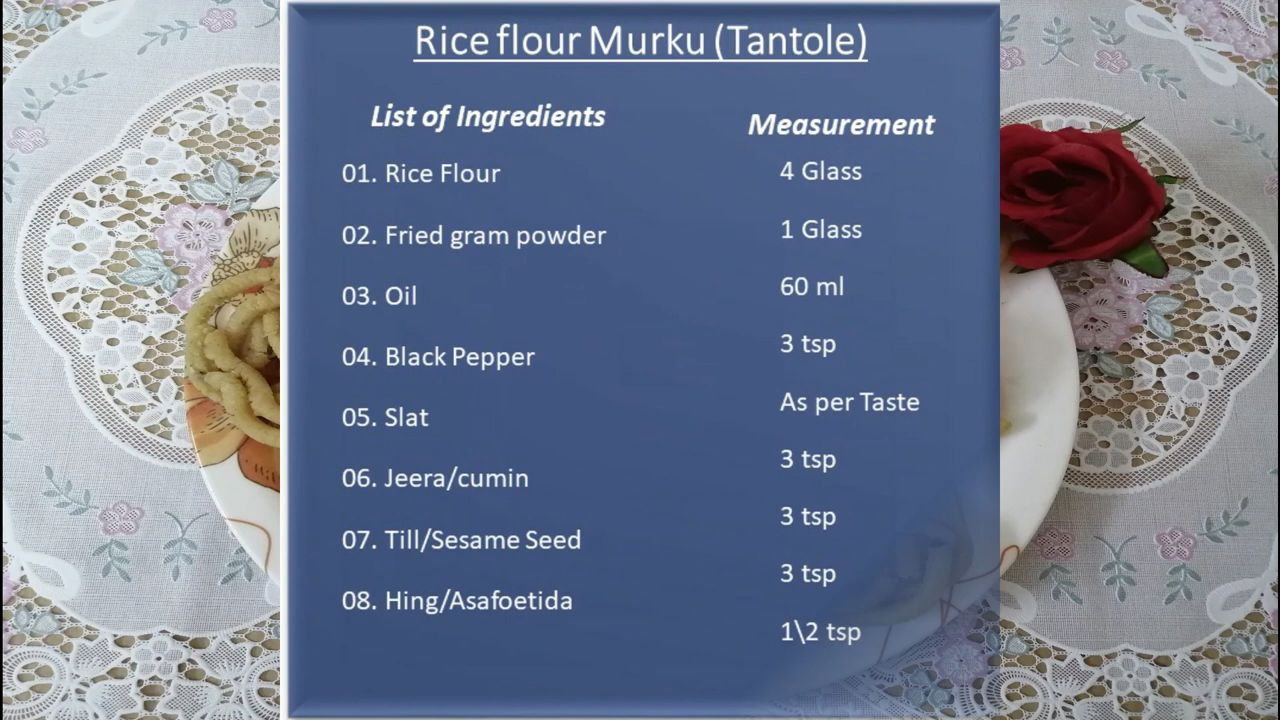 Rice flour Murku (Tantole)
List of Ingredients
Measurement
01. Rice Flour
4 Glass
02. Fried gram powder
1 Glass
03. Oil
60 ml
04. Black Pepper
3 tsp
05. Slat
As per Taste
06. Jeera/cumin
3 tsp
07. Till/Sesame Seed
3 tsp
08. Hing/Asafoetida
3 tsp
1\2 tsp